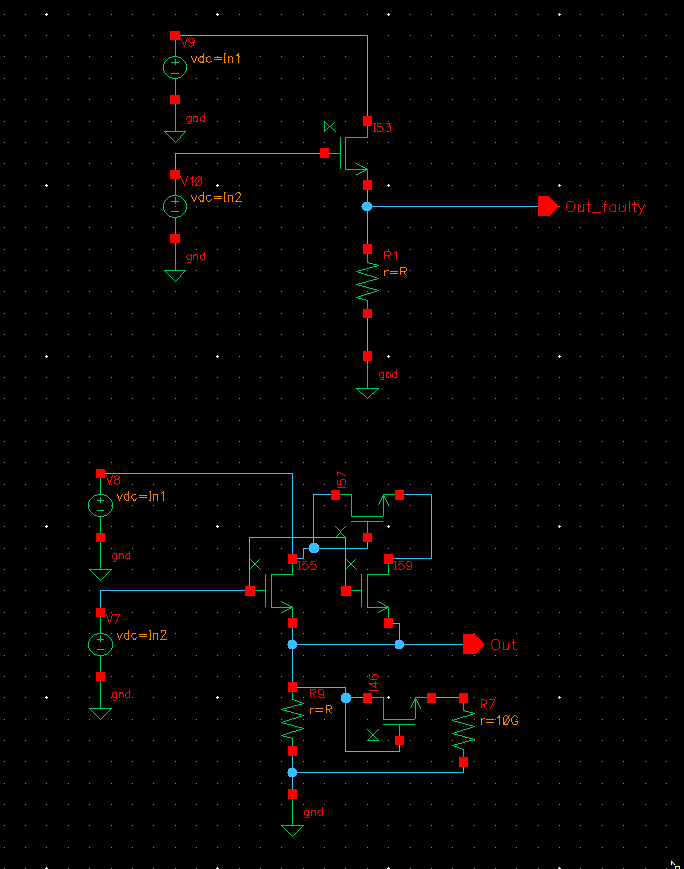 V9
vdc=In1
gnd
I53
V10
vdc=In2
gnd
Out_faulty
R1
r=R
gnd
I57
V8
vdc=In1
gnd
I55
I59
V7
vdc=In2
gnd
Out
I46
R9
r=R
R7
r=10G
gnd